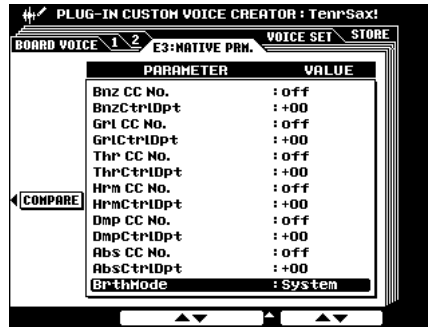 PLUG-IN CUSTOM VOICE CREATOR : TenrSax!
BOARD VOICE 1 2 E3:NATIVE PRM. VOICE SET STORE
PARAMETER VALUE
Bnz CC No. :off
BnzCtrlDpt :+00
Grl CC No. :off
GrlCtrlDpt :+00
Thr CC No. :off
ThrCtrlDpt :+00
Hrm CC No. :off
HrmCtrlDpt :+00
Dmp CC No. :off
DmpCtrlDpt :+00
Abs CC No. :off
AbsCtrlDpt :+00
BrthMode :System
COMPARE